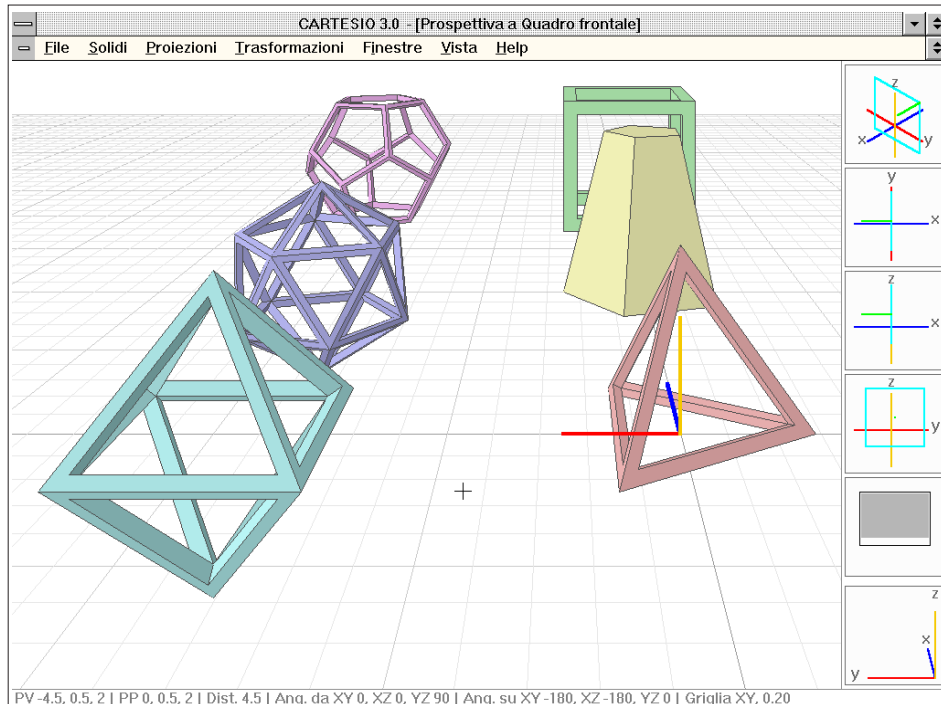 CARTESIO 3.0 - [Prospettiva a Quadro frontale]
File Solidi Proiezioni Trasformazioni Finestre Vista Help
z
x y
y
x
z
x
z
y
z
x
y
PV -4.5, 0.5, 2 | PP 0, 0.5, 2 | Dist. 4.5 | Ang. da XY 0, XZ 0, YZ 90 | Ang. su XY -180, XZ -180, YZ 0 | Griglia XY, 0.20